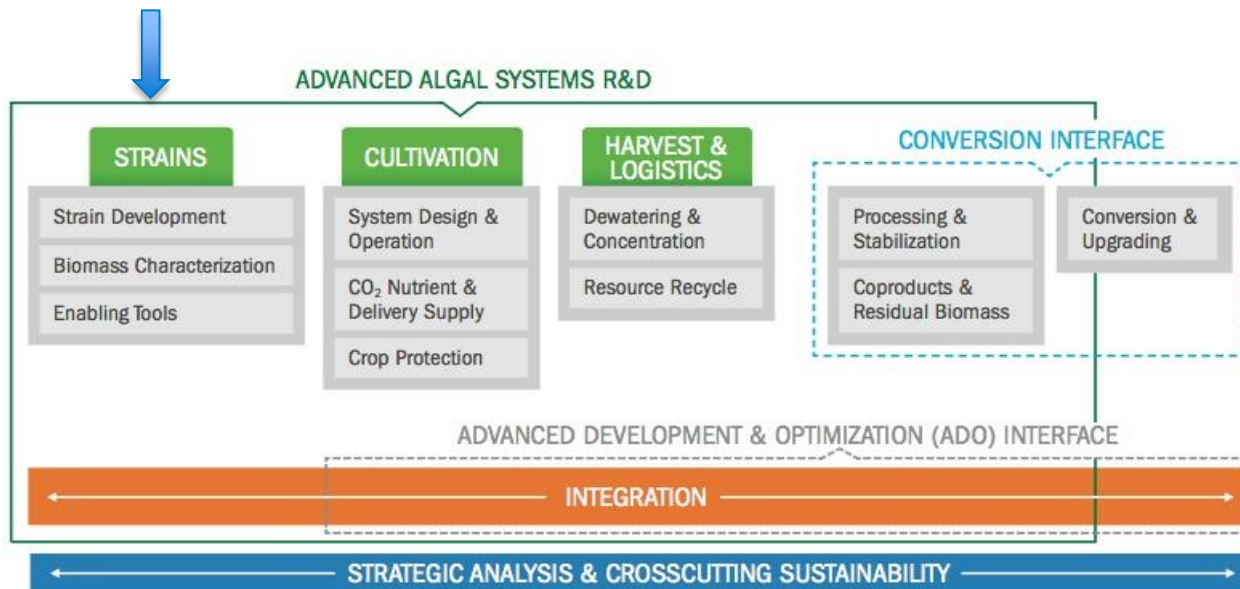 ADVANCED ALGAL SYSTEMS R&D
STRAINS
Strain Development
Biomass Characterization
Enabling Tools
CULTIVATION
System Design &
Operation
CO₂ Nutrient &
Delivery Supply
Crop Protection
HARVEST &
LOGISTICS
Dewatering &
Concentration
Resource Recycle
CONVERSION INTERFACE
Processing &
Stabilization
Coproducts &
Residual Biomass
Conversion &
Upgrading
ADVANCED DEVELOPMENT & OPTIMIZATION (ADO) INTERFACE
INTEGRATION
STRATEGIC ANALYSIS & CROSSCUTTING SUSTAINABILITY